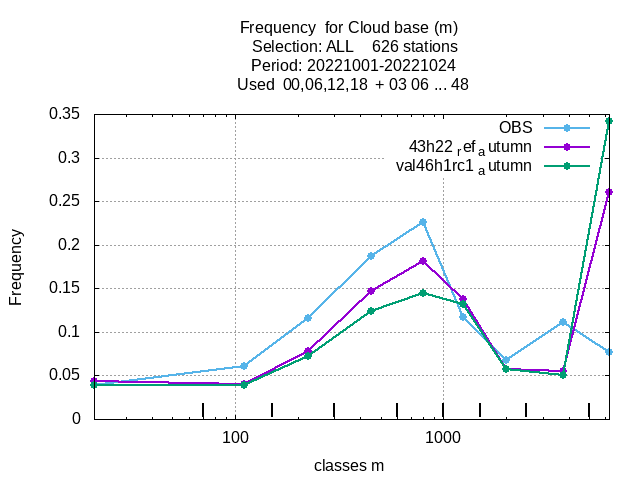 Frequency  for Cloud base (m)
Selection: ALL    626 stations
Period: 20221001-20221024
Used  00,06,12,18  + 03 06 ... 48
0.35
OBS
43h22 ref a utumn
val46h1rc1 a utumn
0.3
0.25
0.2
0.15
0.1
0.05
0
Frequency
100
1000
classes m